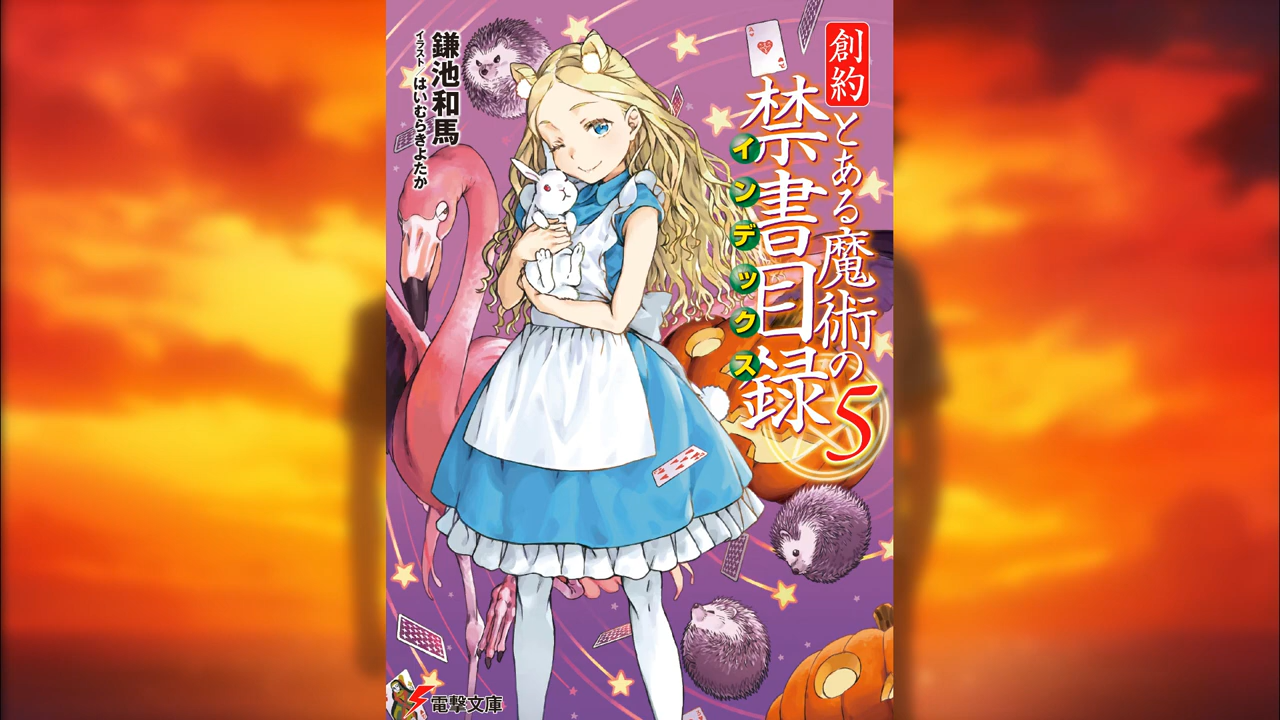 創約
とある魔術の
禁書目録
インデックス
5
鎌池和馬
イラスト/はいむらきよたか
電撃文庫